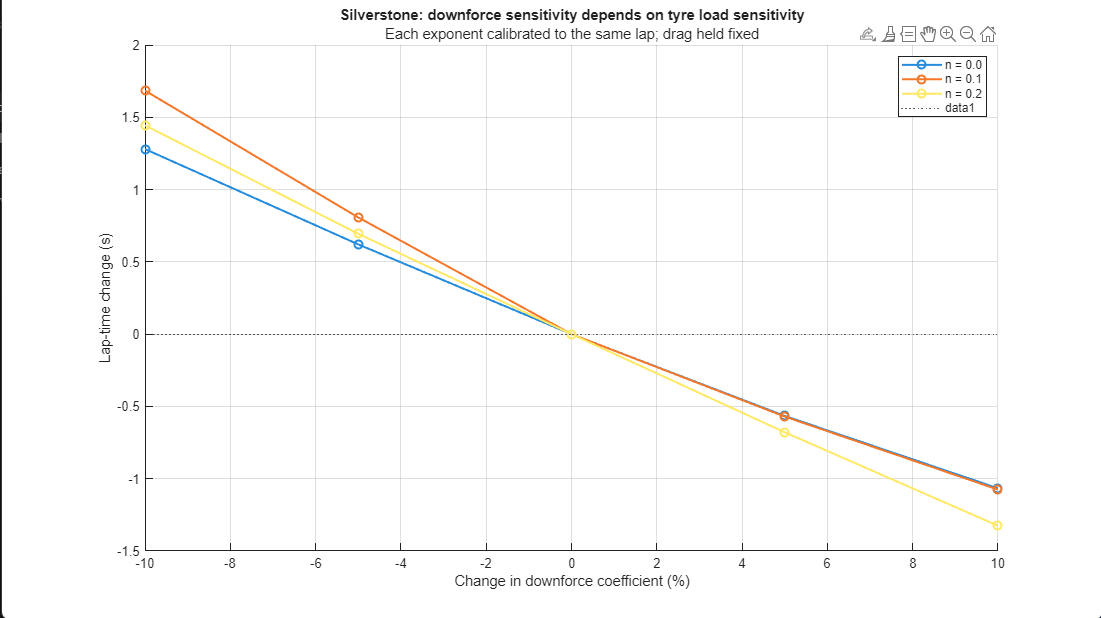 Silverstone: downforce sensitivity depends on tyre load sensitivity
Each exponent calibrated to the same lap; drag held fixed
n = 0.0
n = 0.1
n = 0.2
data1
2
1.5
1
0.5
0
-0.5
-1
-1.5
Lap-time change (s)
-10 -8 -6 -4 -2 0 2 4 6 8 10
Change in downforce coefficient (%)